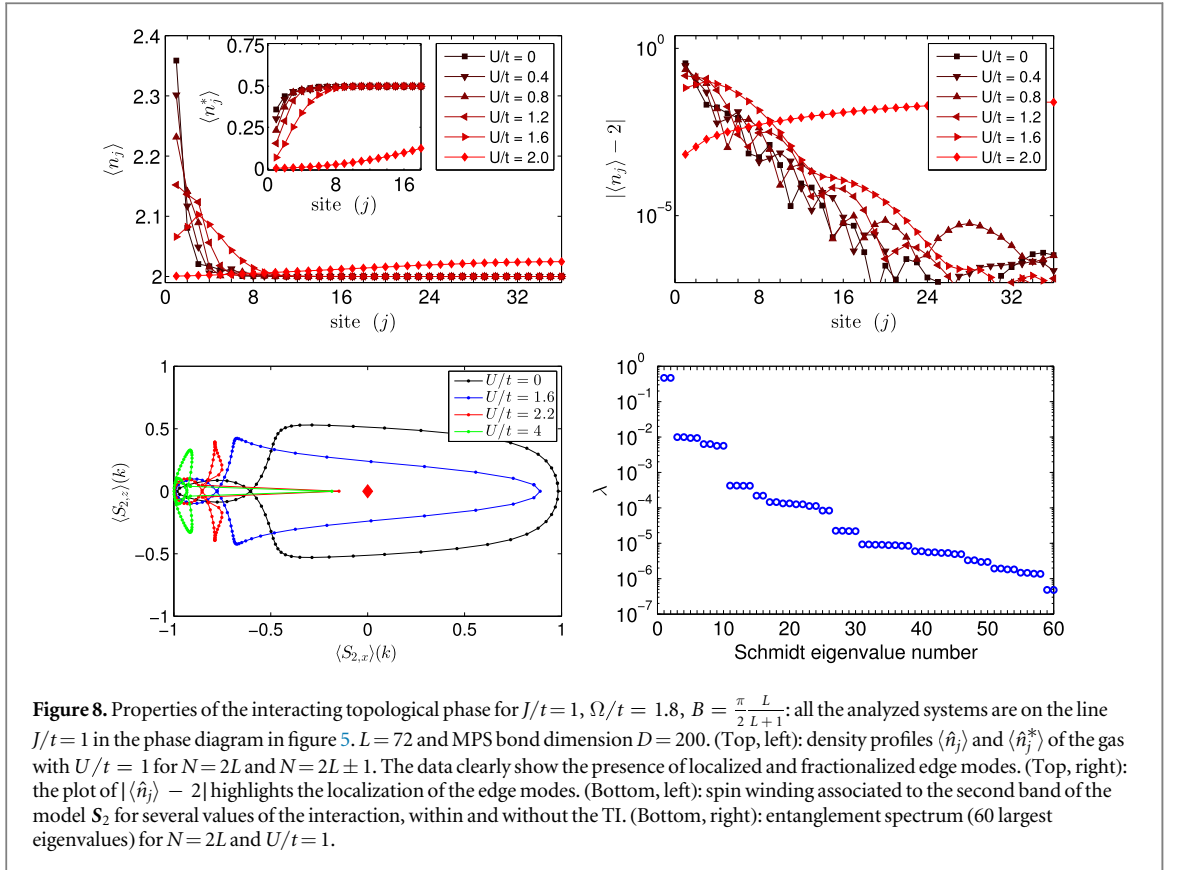 2.4
2.3
2.2
2.1
2
⟨n_j⟩
0 8 16 24 32
site (j)
0.75
0.5
0.25
0
⟨n_j^*⟩
0 8 16
site (j)
U/t = 0
U/t = 0.4
U/t = 0.8
U/t = 1.2
U/t = 1.6
U/t = 2.0
10^0
10^−5
|⟨n_j⟩ − 2|
0 8 16 24 32
site (j)
U/t = 0
U/t = 0.4
U/t = 0.8
U/t = 1.2
U/t = 1.6
U/t = 2.0
1
0.5
0
−0.5
−1
⟨S_{2,z}⟩(k)
−1 −0.5 0 0.5 1
⟨S_{2,x}⟩(k)
U/t = 0
U/t = 1.6
U/t = 2.2
U/t = 4
10^0
10^−1
10^−2
10^−3
10^−4
10^−5
10^−6
10^−7
λ
0 10 20 30 40 50 60
Schmidt eigenvalue number
Figure 8. Properties of the interacting topological phase for J/t = 1, Ω/t = 1.8, B = \frac{π}{2} \frac{L}{L+1}: all the analyzed systems are on the line
J/t = 1 in the phase diagram in figure 5. L = 72 and MPS bond dimension D = 200. (Top, left): density profiles ⟨n̂_j⟩ and ⟨n̂_j^*⟩ of the gas
with U/t = 1 for N = 2L and N = 2L ± 1. The data clearly show the presence of localized and fractionalized edge modes. (Top, right):
the plot of |⟨n̂_j⟩ − 2| highlights the localization of the edge modes. (Bottom, left): spin winding associated to the second band of the
model S_2 for several values of the interaction, within and without the TI. (Bottom, right): entanglement spectrum (60 largest
eigenvalues) for N = 2L and U/t = 1.